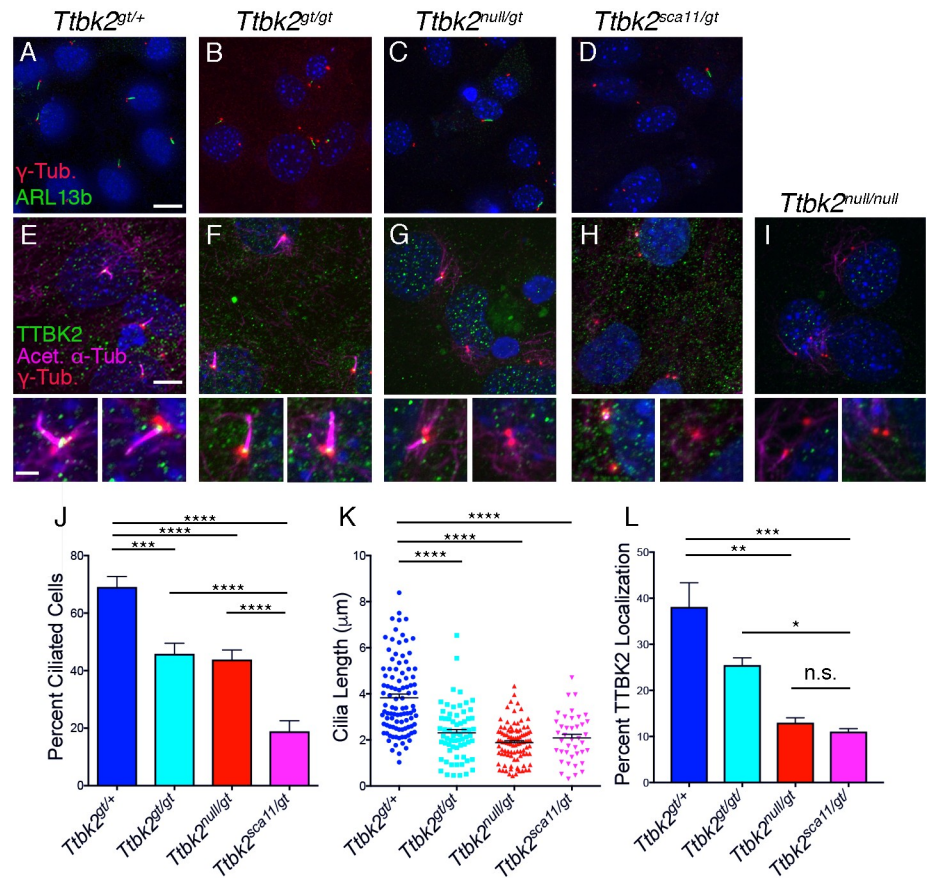 Ttbk2gt/+ Ttbk2gt/gt Ttbk2null/gt Ttbk2sca11/gt
A B C D
γ-Tub.
ARL13b
Ttbk2null/null
E F G H I
TTBK2
Acet. α-Tub
γ-Tub.
J K L
**** **** ***
**** **** **
*** ****
****
****
*
n.s.
Percent Ciliated Cells
80
60
40
20
0
Ttbk2gt/+ Ttbk2gt/gt Ttbk2null/gt Ttbk2sca11/gt
Cilia Length (μm)
10
8
6
4
2
0
Ttbk2gt/+ Ttbk2gt/gt Ttbk2null/gt Ttbk2sca11/gt
Percent TTBK2 Localization
50
40
30
20
10
0
Ttbk2gt/+ Ttbk2gt/gt/ Ttbk2null/gt Ttbk2sca11/gt/